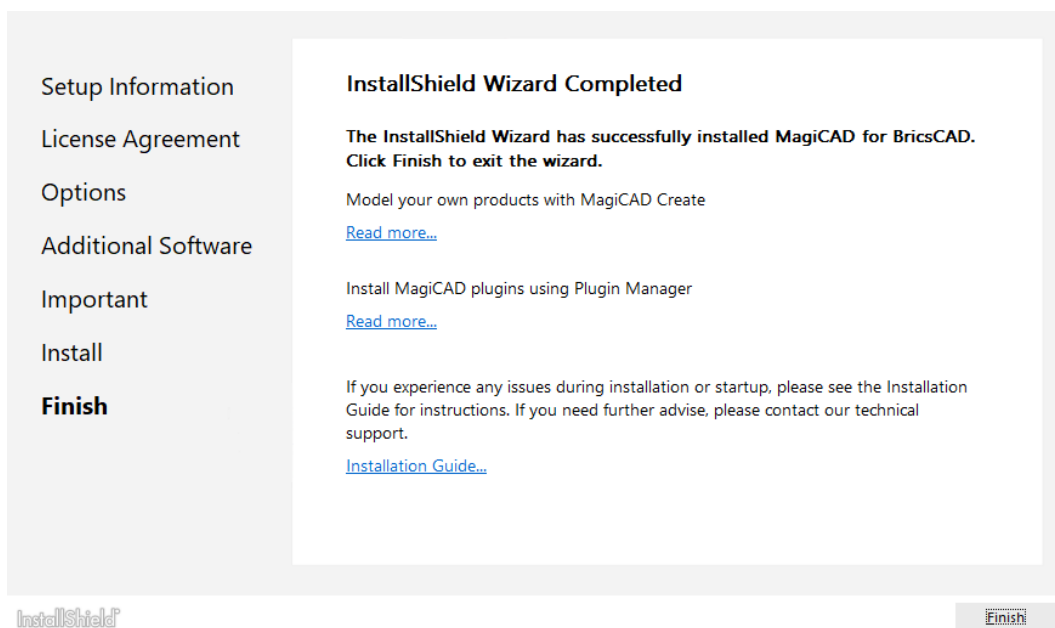 Setup Information
License Agreement
Options
Additional Software
Important
Install
Finish
InstallShield Wizard Completed
The InstallShield Wizard has successfully installed MagiCAD for BricsCAD.
Click Finish to exit the wizard.
Model your own products with MagiCAD Create
Read more...
Install MagiCAD plugins using Plugin Manager
Read more...
If you experience any issues during installation or startup, please see the Installation
Guide for instructions. If you need further advise, please contact our technical
support.
Installation Guide...
InstallShield
Finish